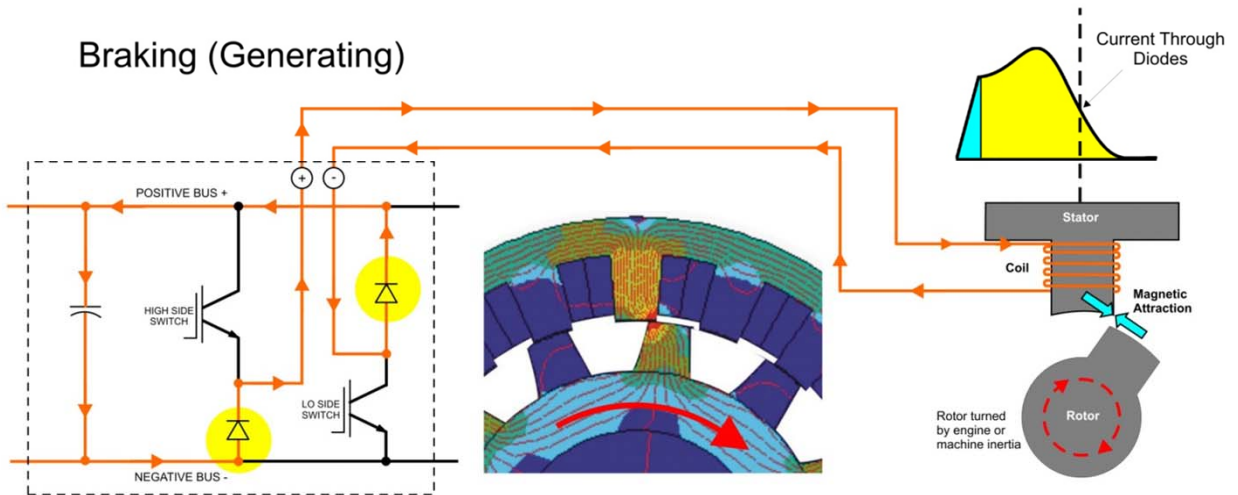 Braking (Generating)
Current Through
Diodes
+
-
POSITIVE BUS +
HIGH SIDE
SWITCH
LO SIDE
SWITCH
NEGATIVE BUS -
Stator
Coil
Magnetic
Attraction
Rotor turned
by engine or
machine inertia
Rotor